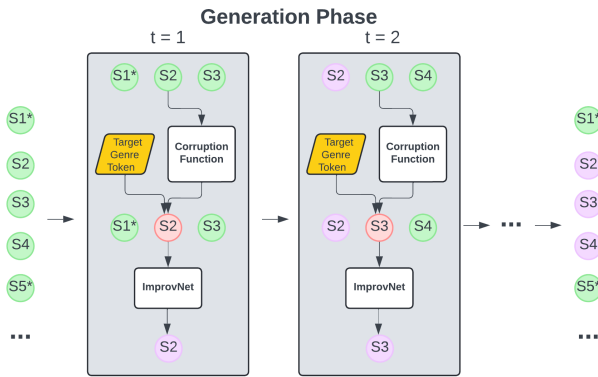 Generation Phase
t = 1
t = 2
S1*
S2
S3
S4
S5*
...
S1* S2 S3
Target
Genre
Token
Corruption
Function
S1* S2 S3
ImprovNet
S2
S2 S3 S4
Target
Genre
Token
Corruption
Function
S2 S3 S4
ImprovNet
S3
...
S1*
S2
S3
S4
S5*
...